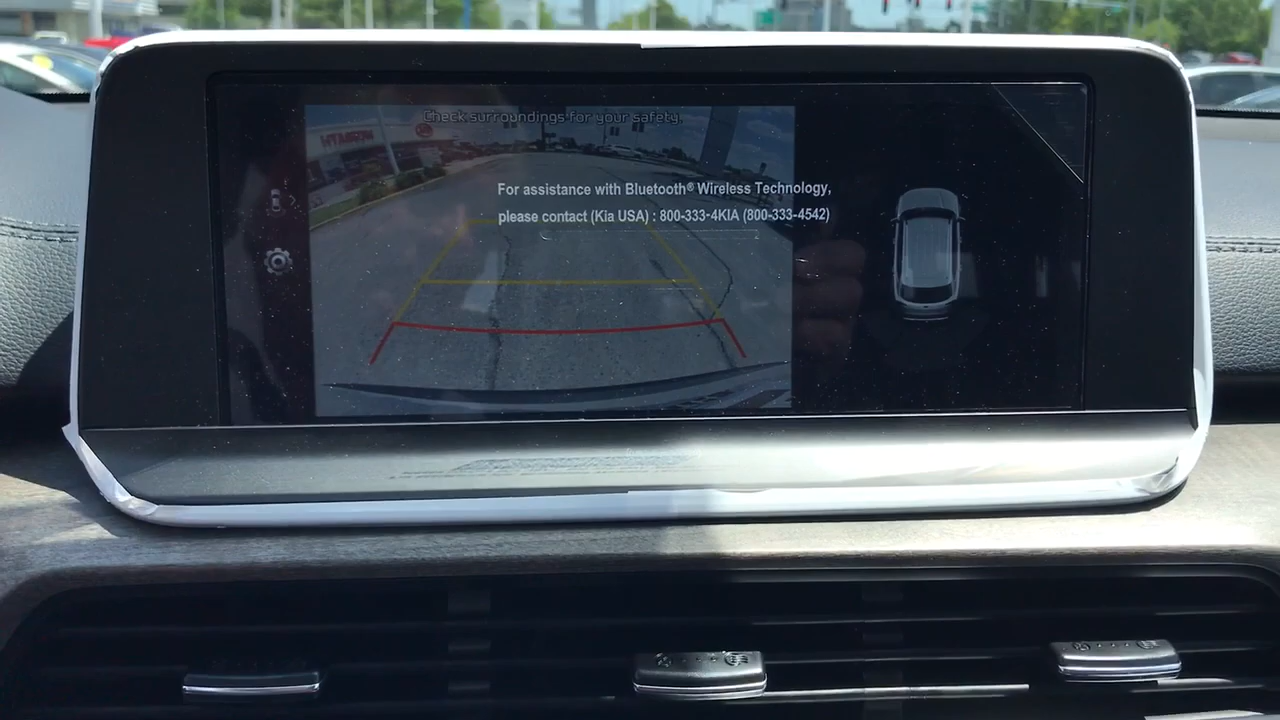 Check surroundings for your safety.
For assistance with Bluetooth® Wireless Technology,
please contact (Kia USA) : 800-333-4KIA (800-333-4542)